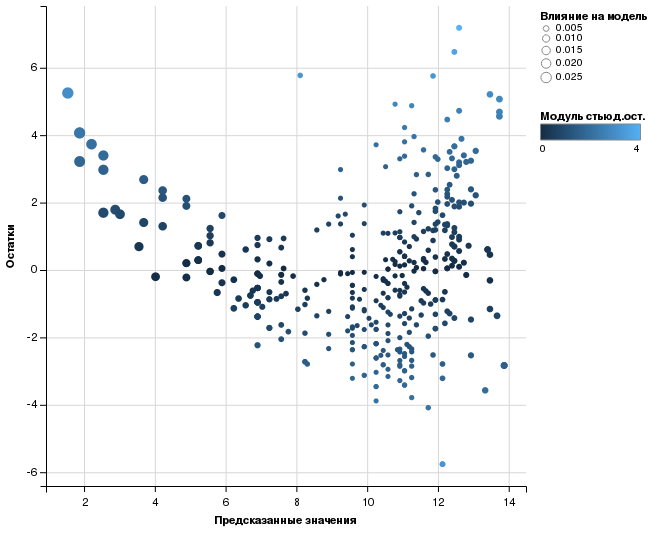 Влияние на модель
0.005
0.010
0.015
0.020
0.025
Модуль стьюд.ост.
0 4
Остатки
6
4
2
0
-2
-4
-6
2 4 6 8 10 12 14
Предсказанные значения